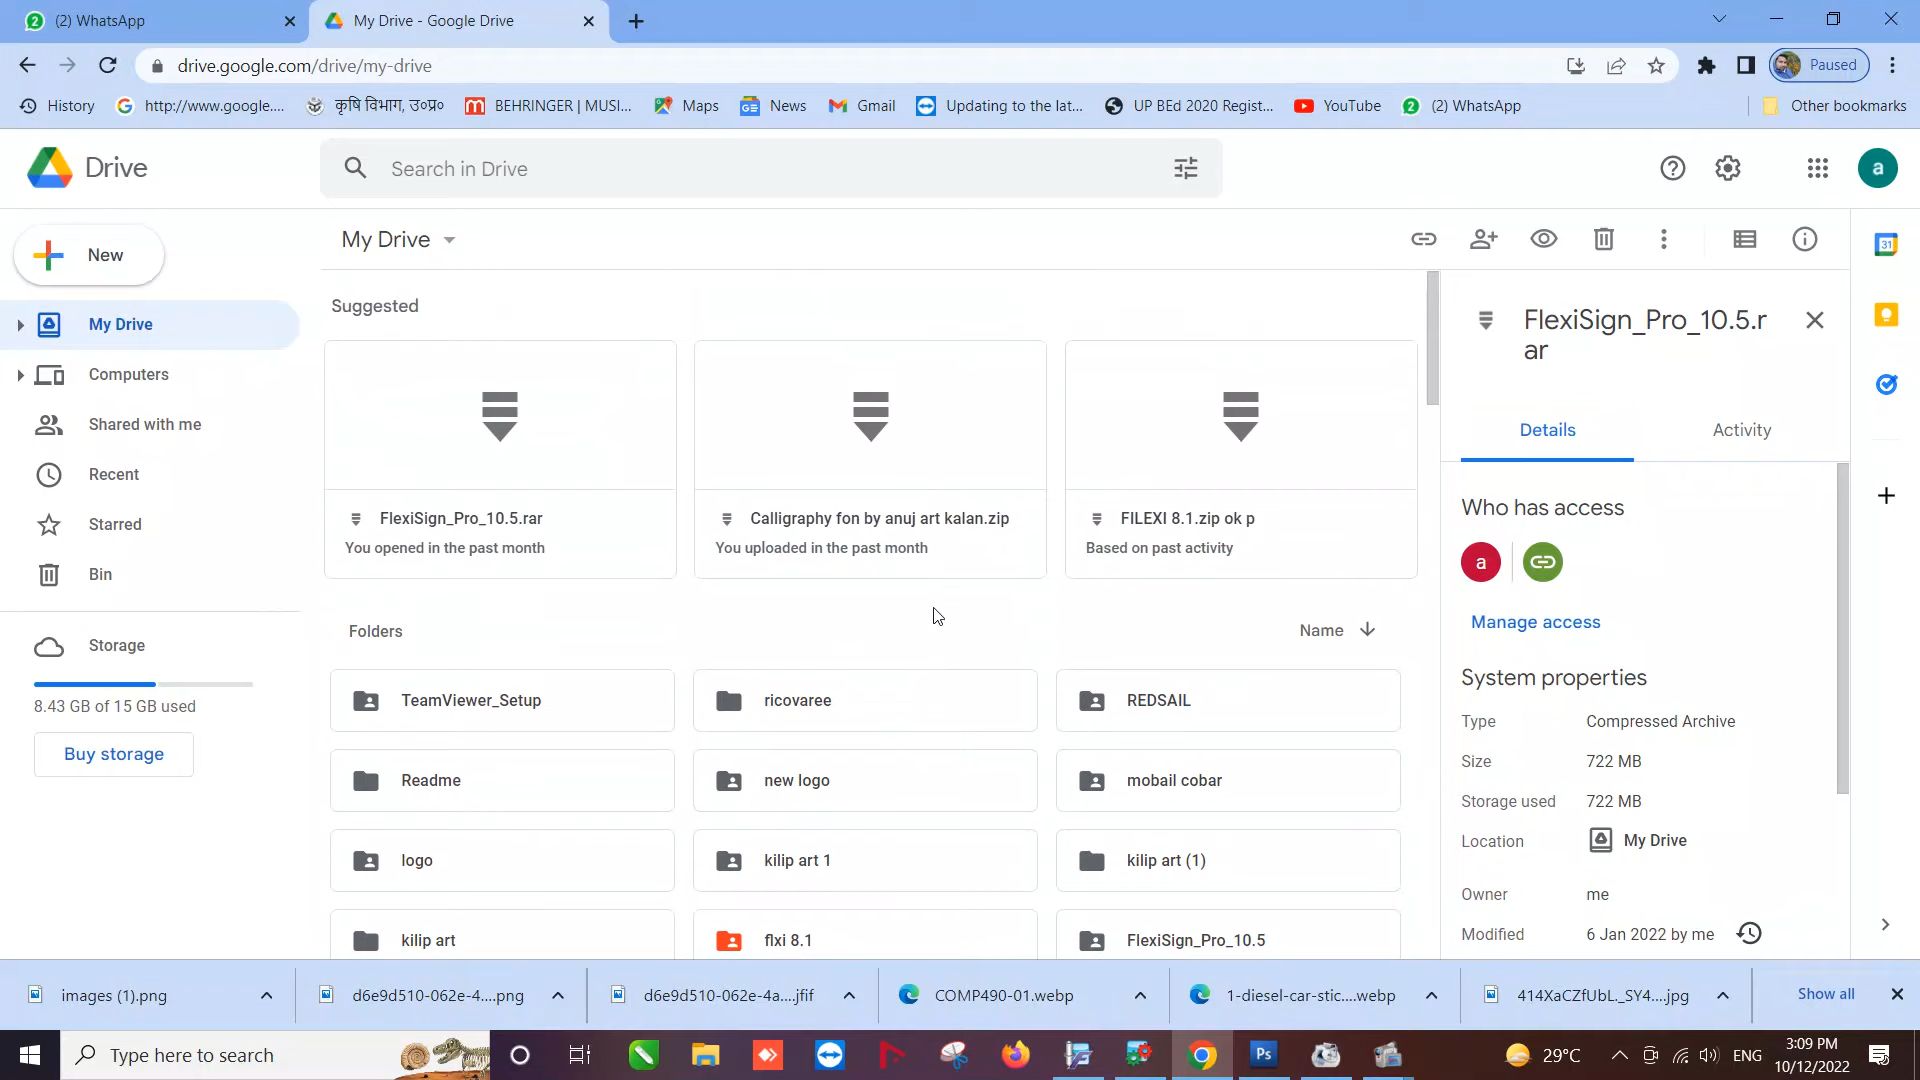 (2) WhatsApp
My Drive - Google Drive
drive.google.com/drive/my-drive
Paused
History
http://www.google....
कृषि विभाग, उ०प्र०
BEHRINGER | MUSI...
Maps
News
Gmail
Updating to the lat...
UP BEd 2020 Regist...
YouTube
(2) WhatsApp
Other bookmarks
Drive
Search in Drive
a
New
My Drive
My Drive
Computers
Shared with me
Recent
Starred
Bin
Storage
8.43 GB of 15 GB used
Buy storage
Suggested
FlexiSign_Pro_10.5.rar
You opened in the past month
Calligraphy fon by anuj art kalan.zip
You uploaded in the past month
FILEXI 8.1.zip ok p
Based on past activity
Folders
Name
TeamViewer_Setup
ricovaree
REDSAIL
Readme
new logo
mobail cobar
logo
kilip art 1
kilip art (1)
kilip art
flxi 8.1
FlexiSign_Pro_10.5
FlexiSign_Pro_10.5.r
ar
Details
Activity
Who has access
a
Manage access
System properties
Type Compressed Archive
Size 722 MB
Storage used 722 MB
Location My Drive
Owner me
Modified 6 Jan 2022 by me
31
images (1).png
d6e9d510-062e-4....png
d6e9d510-062e-4a....jfif
COMP490-01.webp
1-diesel-car-stic....webp
414XaCZfUbL._SY4....jpg
Show all
Type here to search
Ps
29°C
ENG
3:09 PM
10/12/2022